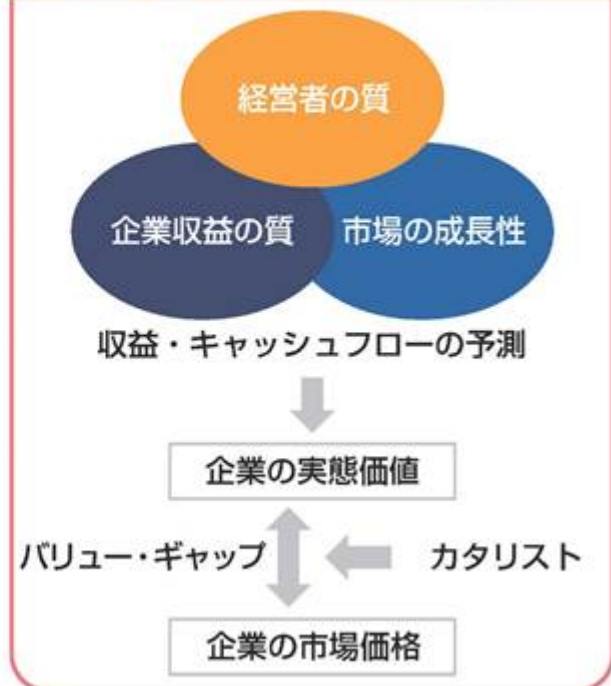 経営者の質
企業収益の質
市場の成長性
収益・キャッシュフローの予測
企業の実態価値
バリュー・ギャップ
カタリスト
企業の市場価格